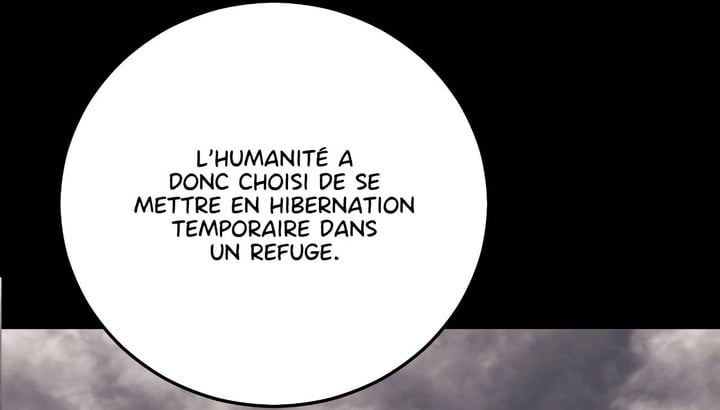 L'HUMANITÉ A
DONC CHOISI DE SE
METTRE EN HIBERNATION
TEMPORAIRE DANS
UN REFUGE.